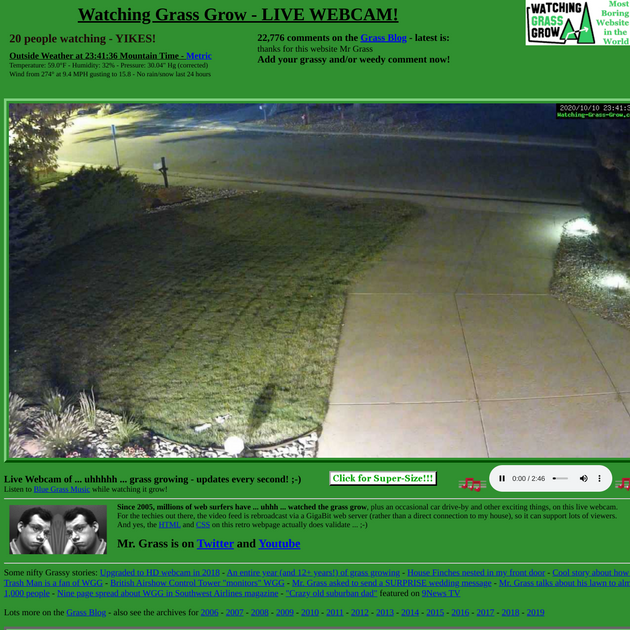 Watching Grass Grow - LIVE WEBCAM!
WATCHING
GRASS
GROW
Most
Boring
Website
in the
World
20 people watching - YIKES!
Outside Weather at 23:41:36 Mountain Time - Metric
Temperature: 59.0°F - Humidity: 32% - Pressure: 30.04" Hg (corrected)
Wind from 274° at 9.4 MPH gusting to 15.8 - No rain/snow last 24 hours
22,776 comments on the Grass Blog - latest is:
thanks for this website Mr Grass
Add your grassy and/or weedy comment now!
2020/10/10 23:41:3
Watching-Grass-Grow.c
Live Webcam of ... uhhhhh ... grass growing - updates every second! ;-)
Listen to Blue Grass Music while watching it grow!
Click for Super-Size!!!
0:00 / 2:46
Since 2005, millions of web surfers have ... uhhh ... watched the grass grow, plus an occasional car drive-by and other exciting things, on this live webcam.
For the techies out there, the video feed is rebroadcast via a GigaBit web server (rather than a direct connection to my house), so it can support lots of viewers.
And yes, the HTML and CSS on this retro webpage actually does validate ... ;-)
Mr. Grass is on Twitter and Youtube
Some nifty Grassy stories: Upgraded to HD webcam in 2018 - An entire year (and 12+ years!) of grass growing - House Finches nested in my front door - Cool story about how
Trash Man is a fan of WGG - British Airshow Control Tower "monitors" WGG - Mr. Grass asked to send a SURPRISE wedding message - Mr. Grass talks about his lawn to alm
1,000 people - Nine page spread about WGG in Southwest Airlines magazine - "Crazy old suburban dad" featured on 9News TV
Lots more on the Grass Blog - also see the archives for 2006 - 2007 - 2008 - 2009 - 2010 - 2011 - 2012 - 2013 - 2014 - 2015 - 2016 - 2017 - 2018 - 2019